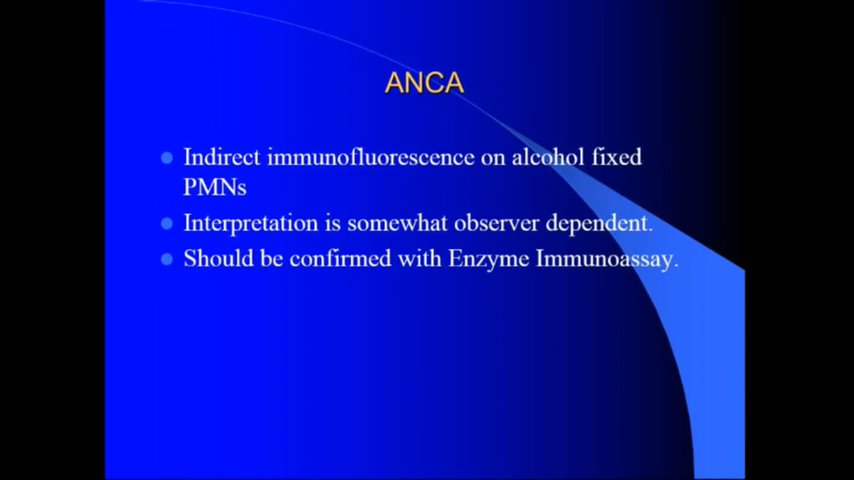 ANCA
Indirect immunofluorescence on alcohol fixed
PMNs
Interpretation is somewhat observer dependent.
Should be confirmed with Enzyme Immunoassay.